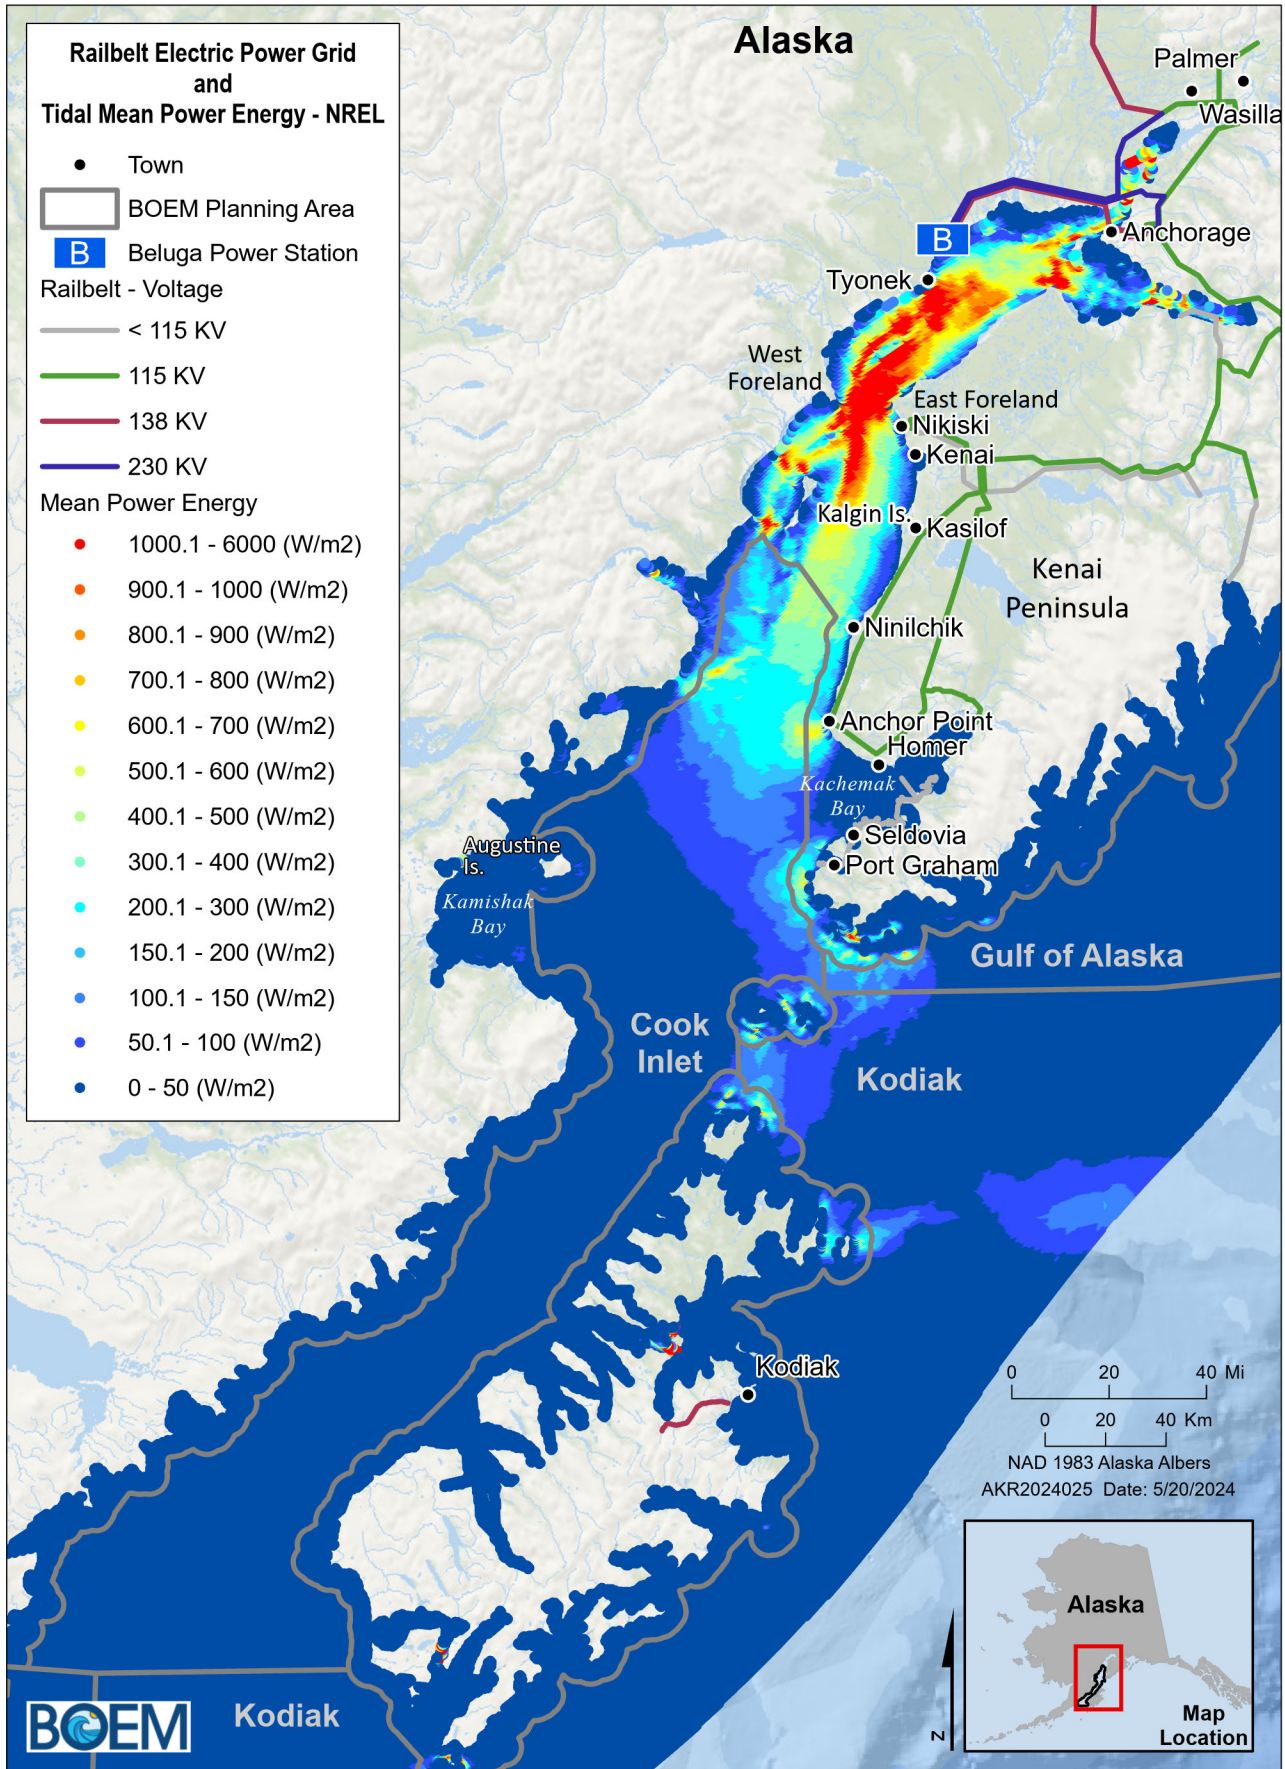 Railbelt Electric Power Grid
and
Tidal Mean Power Energy - NREL
Town
BOEM Planning Area
B Beluga Power Station
Railbelt - Voltage
< 115 KV
115 KV
138 KV
230 KV
Mean Power Energy
1000.1 - 6000 (W/m2)
900.1 - 1000 (W/m2)
800.1 - 900 (W/m2)
700.1 - 800 (W/m2)
600.1 - 700 (W/m2)
500.1 - 600 (W/m2)
400.1 - 500 (W/m2)
300.1 - 400 (W/m2)
200.1 - 300 (W/m2)
150.1 - 200 (W/m2)
100.1 - 150 (W/m2)
50.1 - 100 (W/m2)
0 - 50 (W/m2)
Alaska
Palmer
Wasilla
B
Anchorage
Tyonek
West
Foreland
East Foreland
Nikiski
Kenai
Kalgin Is.
Kasilof
Kenai
Peninsula
Ninilchik
Anchor Point
Homer
Kachemak
Bay
Seldovia
Port Graham
Augustine
Is.
Kamishak
Bay
Gulf of Alaska
Cook
Inlet
Kodiak
Kodiak
0 20 40 Mi
0 20 40 Km
NAD 1983 Alaska Albers
AKR2024025 Date: 5/20/2024
Alaska
Map
Location
N
BOEM
Kodiak